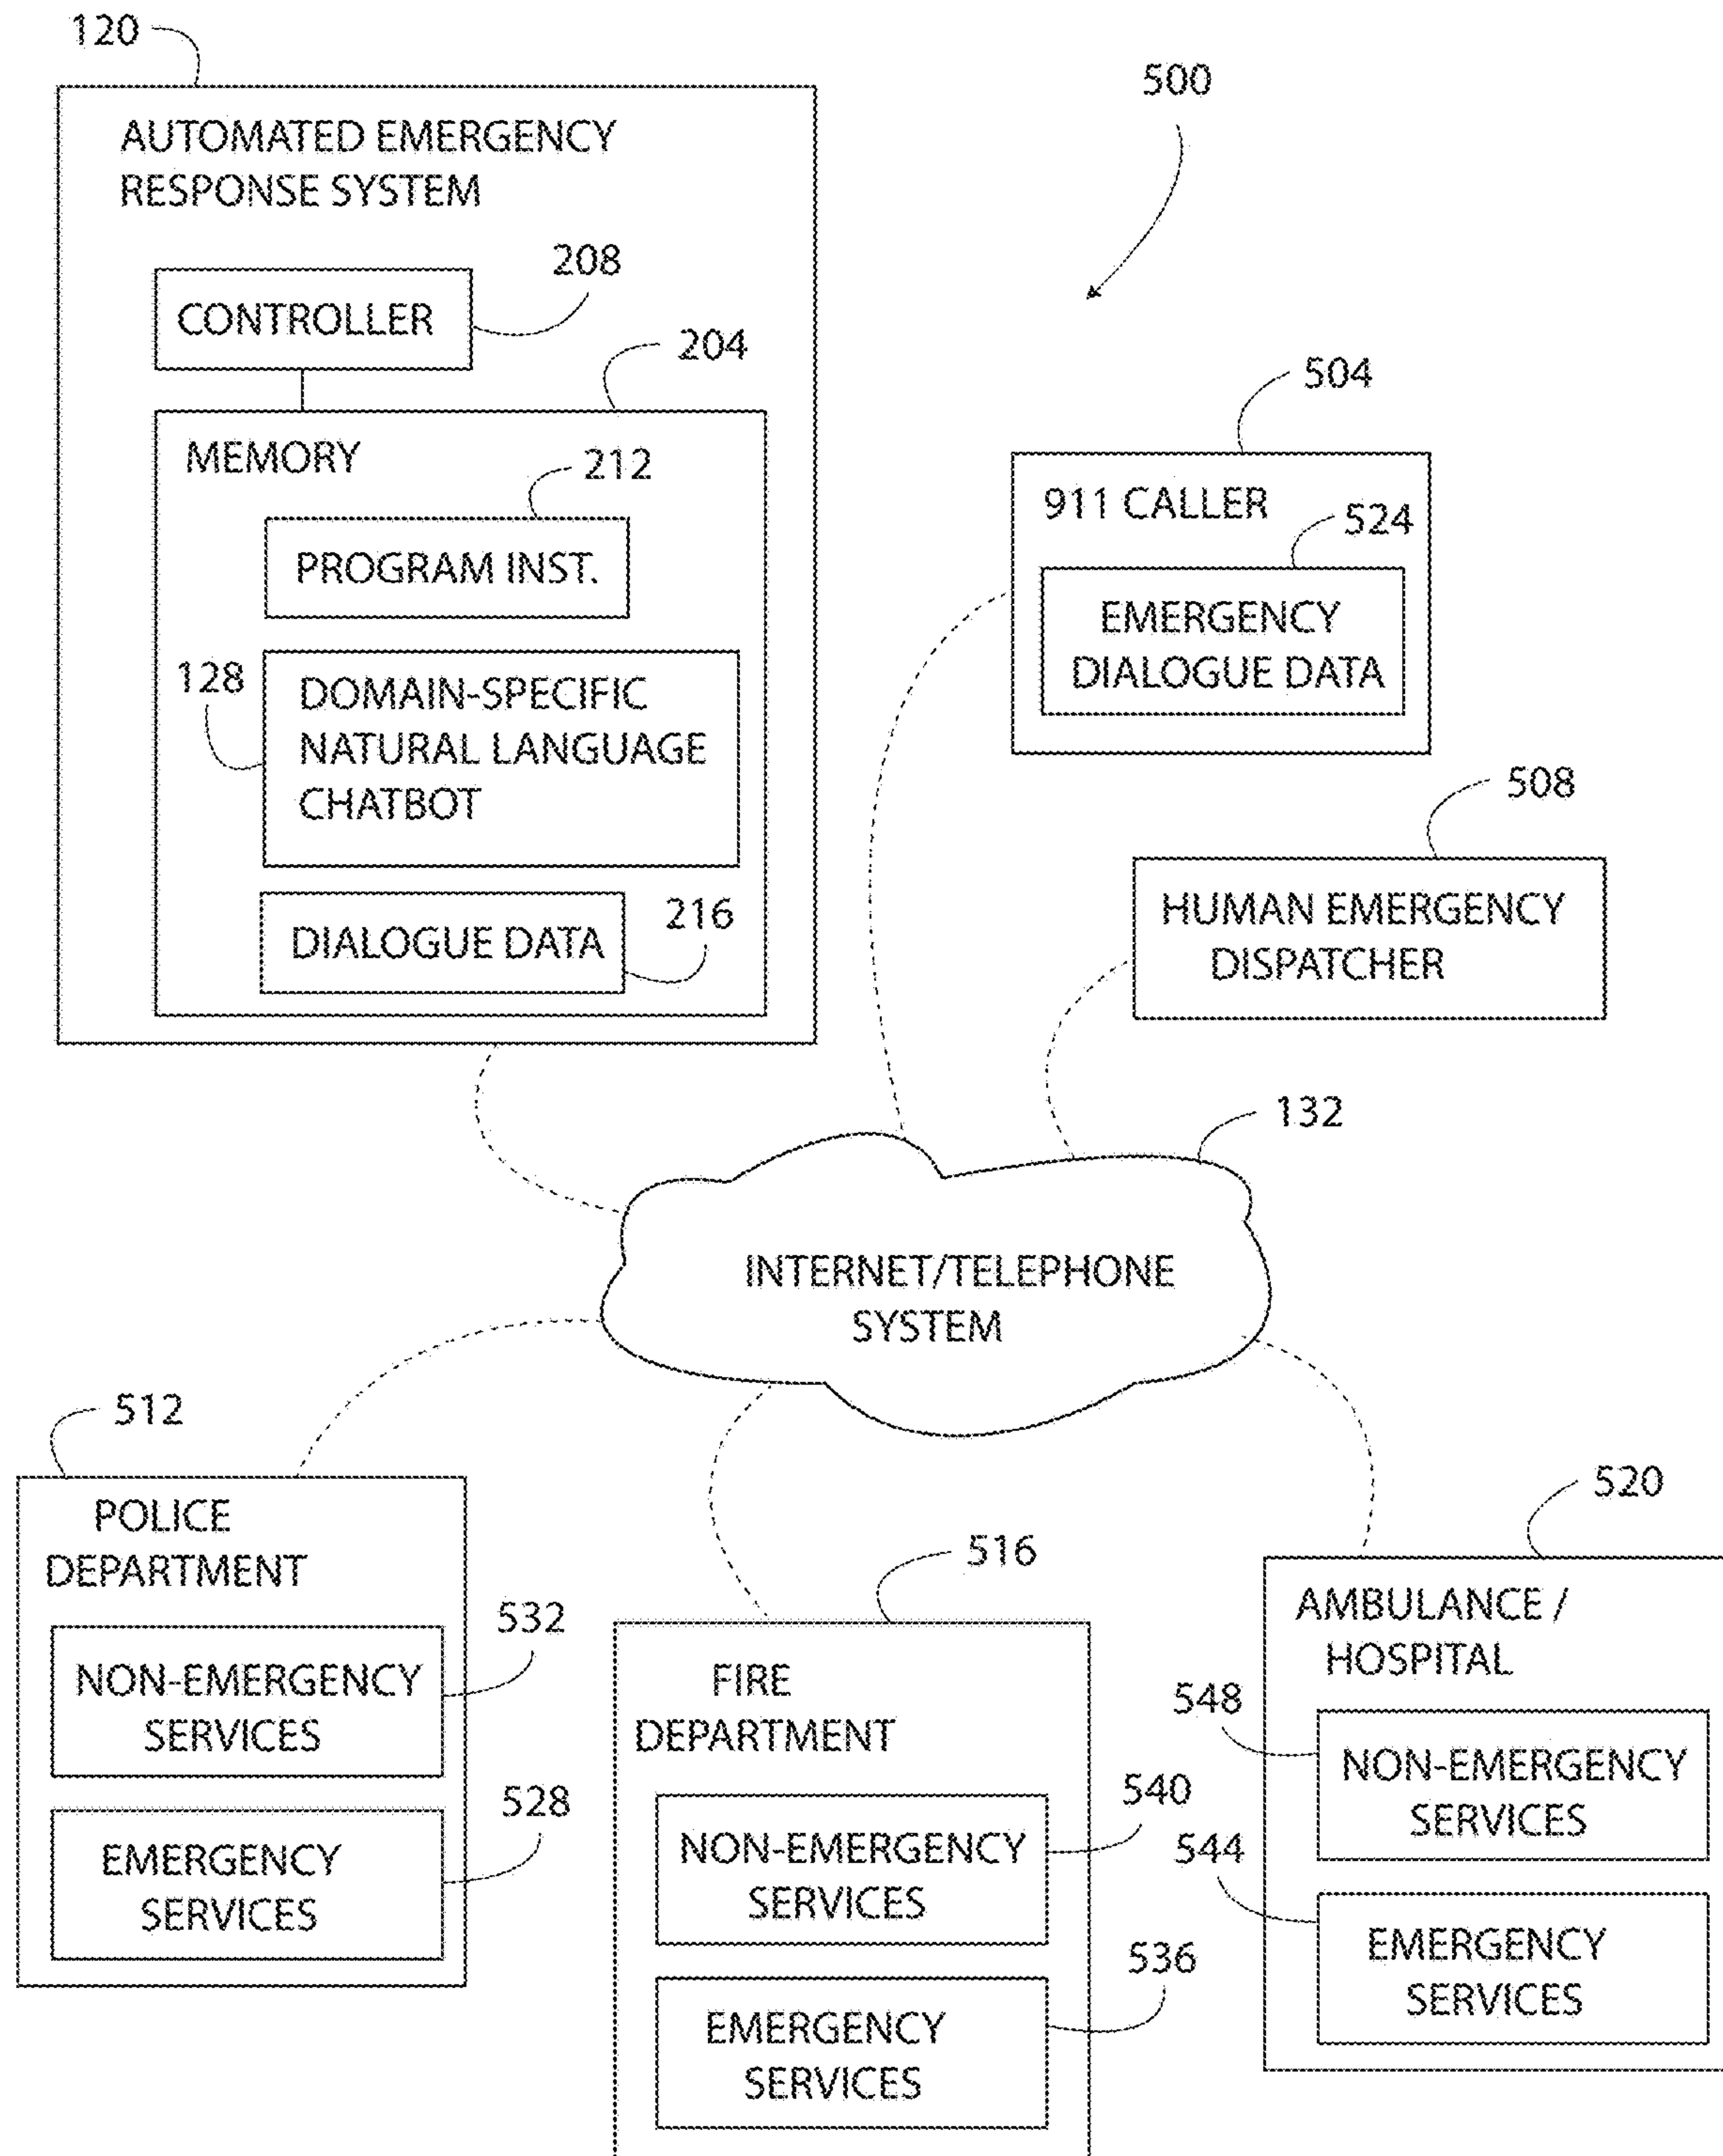 120
500
AUTOMATED EMERGENCY
RESPONSE SYSTEM
208
CONTROLLER
204
504
MEMORY
212
911 CALLER
524
PROGRAM INST.
EMERGENCY
DIALOGUE DATA
128
DOMAIN-SPECIFIC
NATURAL LANGUAGE
CHATBOT
508
216
DIALOGUE DATA
HUMAN EMERGENCY
DISPATCHER
132
INTERNET/TELEPHONE
SYSTEM
512
POLICE
DEPARTMENT
532
NON-EMERGENCY
SERVICES
528
EMERGENCY
SERVICES
516
FIRE
DEPARTMENT
540
NON-EMERGENCY
SERVICES
536
EMERGENCY
SERVICES
520
AMBULANCE /
HOSPITAL
548
NON-EMERGENCY
SERVICES
544
EMERGENCY
SERVICES